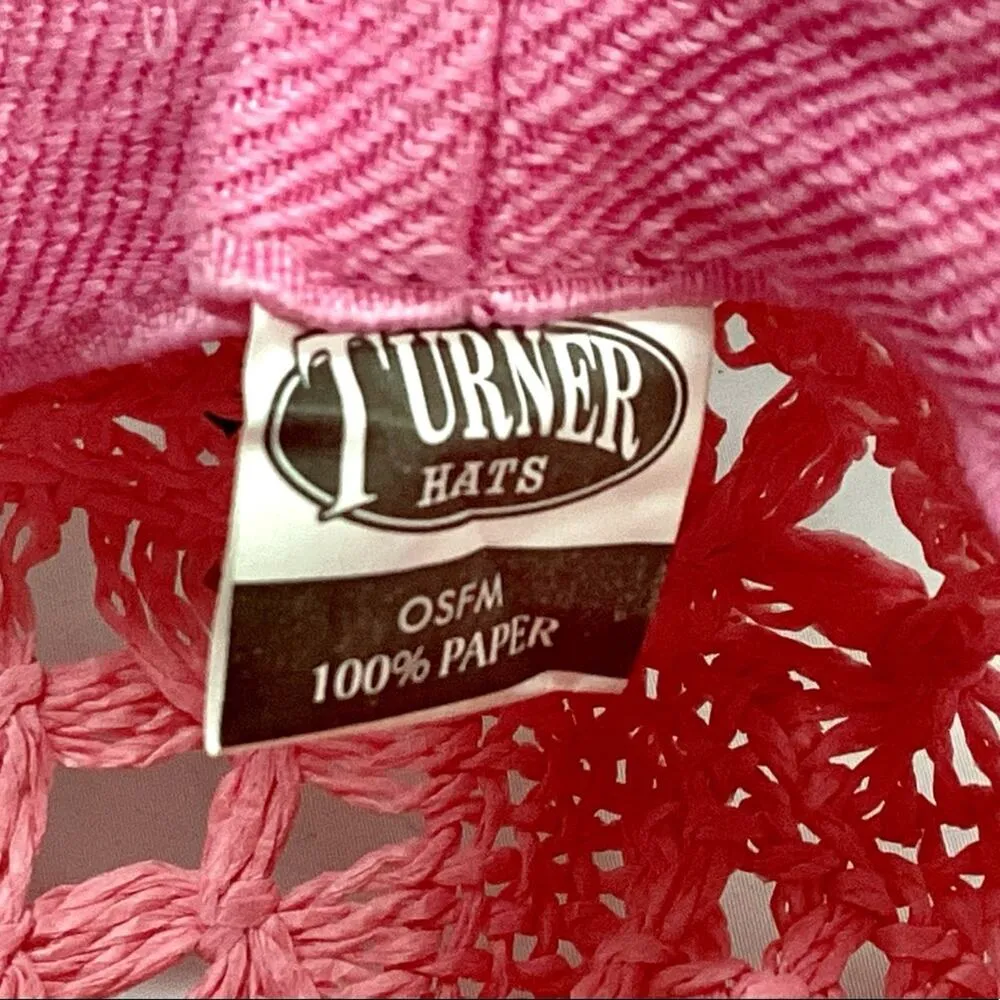 TURNER
HATS
OSFM
100% PAPER